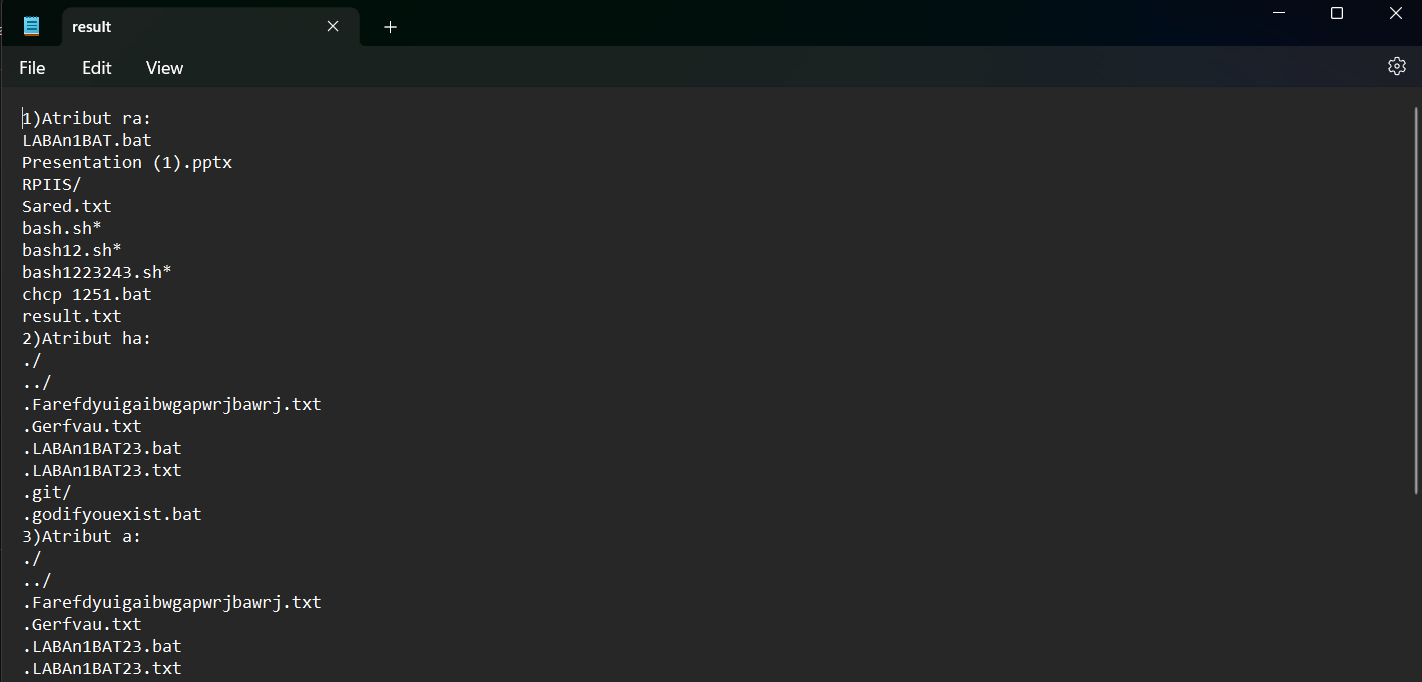 result
File Edit View
1)Atribut ra:
LABAn1BAT.bat
Presentation (1).pptx
RPIIS/
Sared.txt
bash.sh*
bash12.sh*
bash1223243.sh*
chcp 1251.bat
result.txt
2)Atribut ha:
./
../
.Farefdyuigaibwgapwrjbawrj.txt
.Gerfvau.txt
.LABAn1BAT23.bat
.LABAn1BAT23.txt
.git/
.godifyouexist.bat
3)Atribut a:
./
../
.Farefdyuigaibwgapwrjbawrj.txt
.Gerfvau.txt
.LABAn1BAT23.bat
.LABAn1BAT23.txt